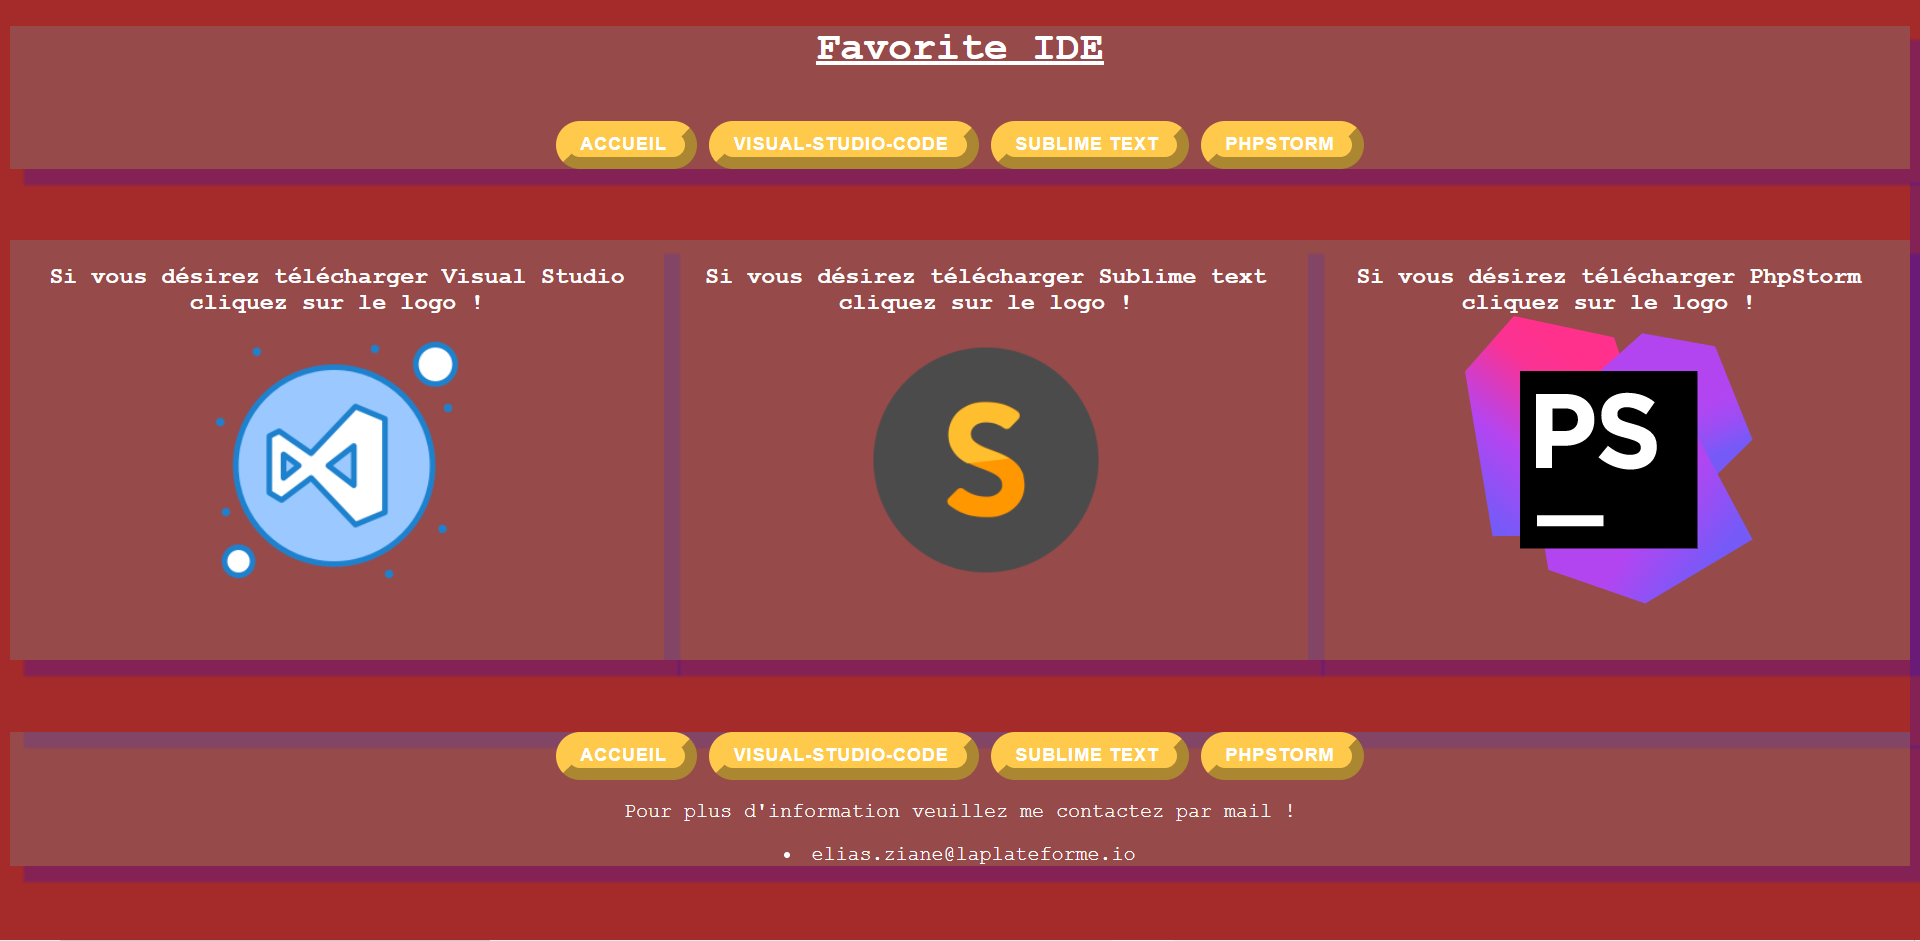 Favorite IDE
ACCUEIL VISUAL-STUDIO-CODE SUBLIME TEXT PHPSTORM
Si vous désirez télécharger Visual Studio
cliquez sur le logo !
Si vous désirez télécharger Sublime text
cliquez sur le logo !
Si vous désirez télécharger PhpStorm
cliquez sur le logo !
S
PS
ACCUEIL VISUAL-STUDIO-CODE SUBLIME TEXT PHPSTORM
Pour plus d'information veuillez me contactez par mail !
• elias.ziane@laplateforme.io